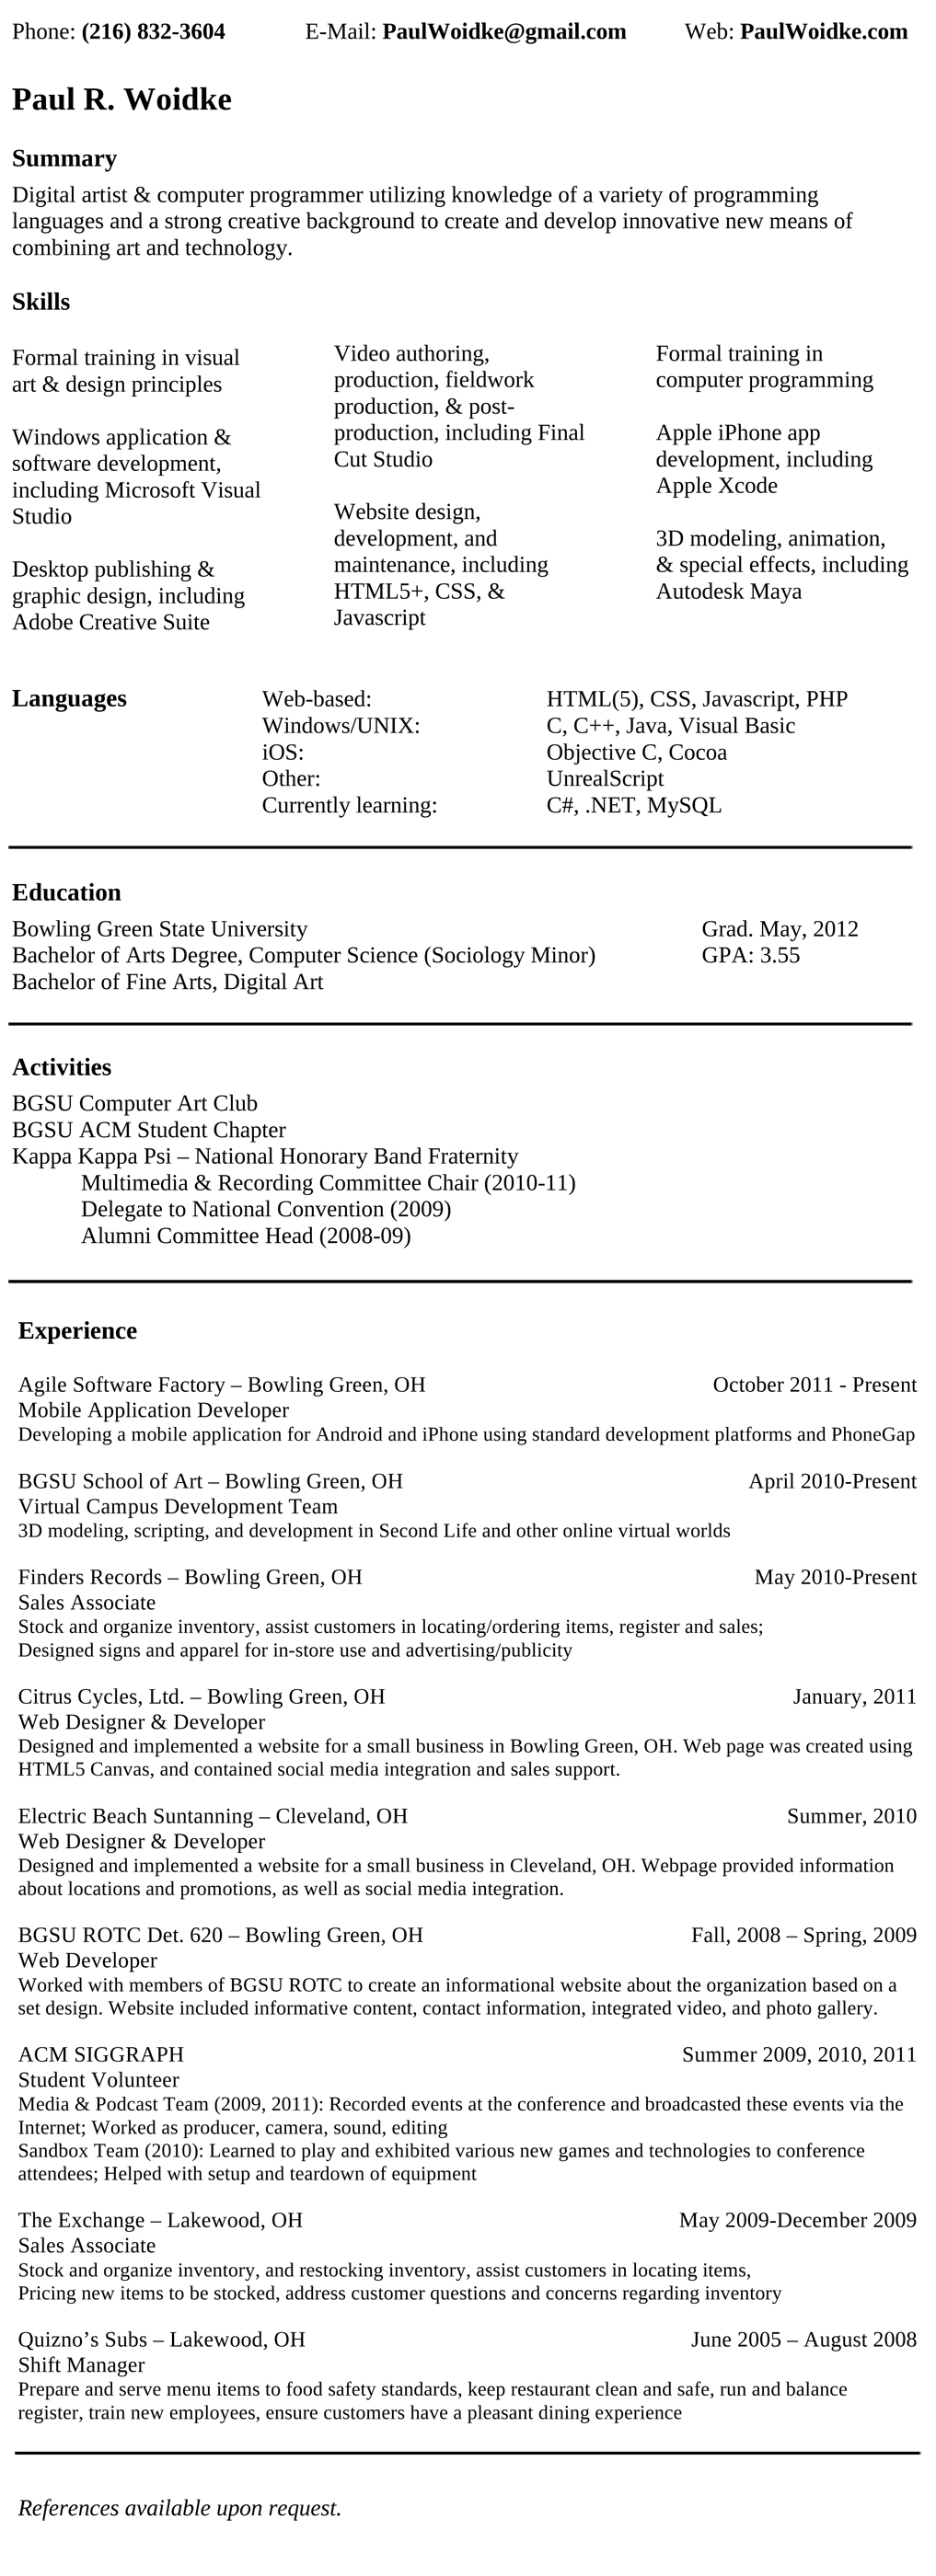 Phone: (216) 832-3604 E-Mail: PaulWoidke@gmail.com Web: PaulWoidke.com
Paul R. Woidke
Summary
Digital artist & computer programmer utilizing knowledge of a variety of programming
languages and a strong creative background to create and develop innovative new means of
combining art and technology.
Skills
Formal training in visual
art & design principles
Windows application &
software development,
including Microsoft Visual
Studio
Desktop publishing &
graphic design, including
Adobe Creative Suite
Video authoring,
production, fieldwork
production, & post-
production, including Final
Cut Studio
Website design,
development, and
maintenance, including
HTML5+, CSS, &
Javascript
Formal training in
computer programming
Apple iPhone app
development, including
Apple Xcode
3D modeling, animation,
& special effects, including
Autodesk Maya
Languages Web-based: HTML(5), CSS, Javascript, PHP
Windows/UNIX: C, C++, Java, Visual Basic
iOS: Objective C, Cocoa
Other: UnrealScript
Currently learning: C#, .NET, MySQL
Education
Bowling Green State University Grad. May, 2012
Bachelor of Arts Degree, Computer Science (Sociology Minor) GPA: 3.55
Bachelor of Fine Arts, Digital Art
Activities
BGSU Computer Art Club
BGSU ACM Student Chapter
Kappa Kappa Psi – National Honorary Band Fraternity
Multimedia & Recording Committee Chair (2010-11)
Delegate to National Convention (2009)
Alumni Committee Head (2008-09)
Experience
Agile Software Factory – Bowling Green, OH October 2011 - Present
Mobile Application Developer
Developing a mobile application for Android and iPhone using standard development platforms and PhoneGap
BGSU School of Art – Bowling Green, OH April 2010-Present
Virtual Campus Development Team
3D modeling, scripting, and development in Second Life and other online virtual worlds
Finders Records – Bowling Green, OH May 2010-Present
Sales Associate
Stock and organize inventory, assist customers in locating/ordering items, register and sales;
Designed signs and apparel for in-store use and advertising/publicity
Citrus Cycles, Ltd. – Bowling Green, OH January, 2011
Web Designer & Developer
Designed and implemented a website for a small business in Bowling Green, OH. Web page was created using
HTML5 Canvas, and contained social media integration and sales support.
Electric Beach Suntanning – Cleveland, OH Summer, 2010
Web Designer & Developer
Designed and implemented a website for a small business in Cleveland, OH. Webpage provided information
about locations and promotions, as well as social media integration.
BGSU ROTC Det. 620 – Bowling Green, OH Fall, 2008 – Spring, 2009
Web Developer
Worked with members of BGSU ROTC to create an informational website about the organization based on a
set design. Website included informative content, contact information, integrated video, and photo gallery.
ACM SIGGRAPH Summer 2009, 2010, 2011
Student Volunteer
Media & Podcast Team (2009, 2011): Recorded events at the conference and broadcasted these events via the
Internet; Worked as producer, camera, sound, editing
Sandbox Team (2010): Learned to play and exhibited various new games and technologies to conference
attendees; Helped with setup and teardown of equipment
The Exchange – Lakewood, OH May 2009-December 2009
Sales Associate
Stock and organize inventory, and restocking inventory, assist customers in locating items,
Pricing new items to be stocked, address customer questions and concerns regarding inventory
Quizno’s Subs – Lakewood, OH June 2005 – August 2008
Shift Manager
Prepare and serve menu items to food safety standards, keep restaurant clean and safe, run and balance
register, train new employees, ensure customers have a pleasant dining experience
References available upon request.